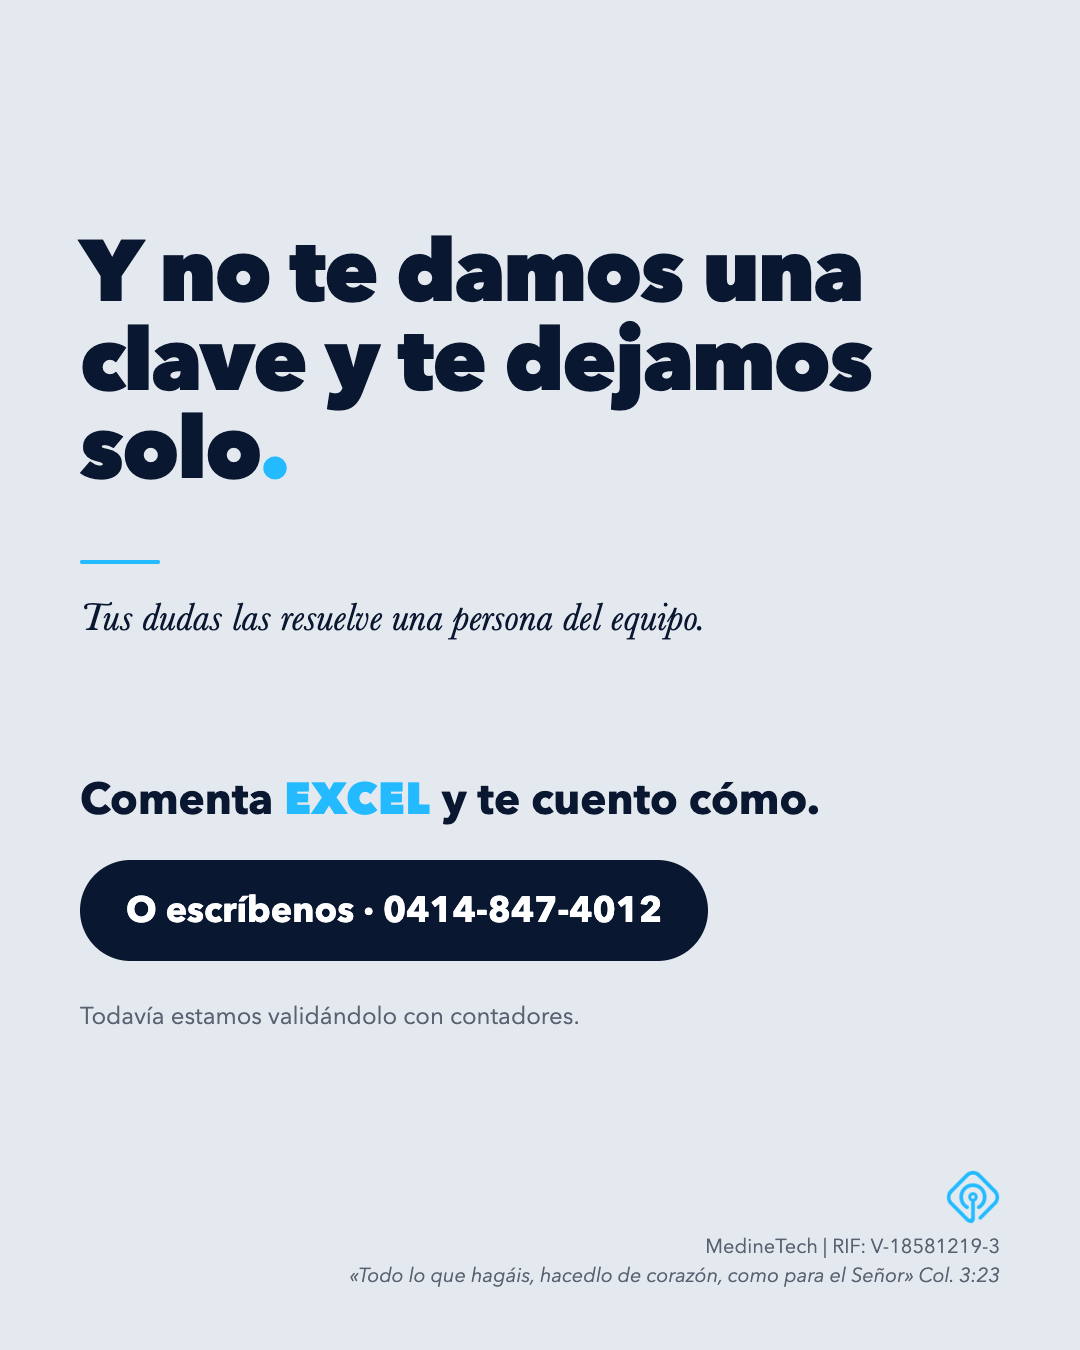 Y no te damos una
clave y te dejamos
solo.
Tus dudas las resuelve una persona del equipo.
Comenta EXCEL y te cuento cómo.
O escríbenos · 0414-847-4012
Todavía estamos validándolo con contadores.
MedineTech | RIF: V-18581219-3
«Todo lo que hagáis, hacedlo de corazón, como para el Señor» Col. 3:23